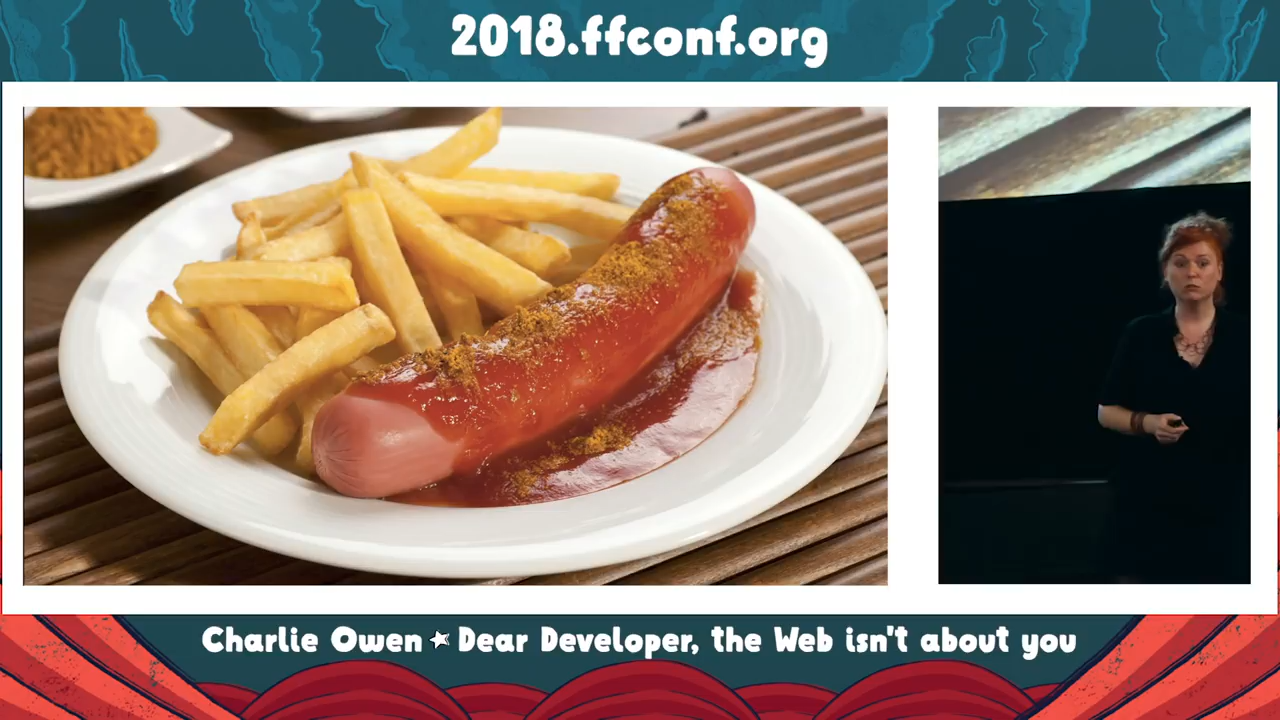 2018.ffconf.org
Charlie Owen ★ Dear Developer, the Web isn't about you